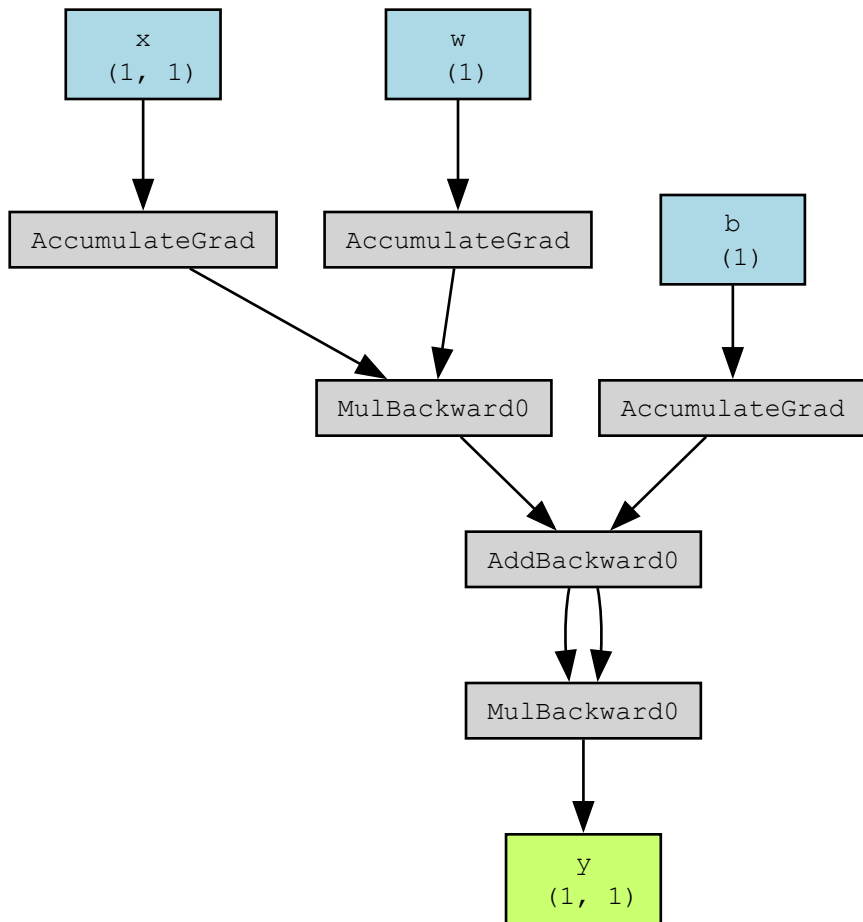 x
(1, 1)
w
(1)
AccumulateGrad
AccumulateGrad
b
(1)
MulBackward0
AccumulateGrad
AddBackward0
MulBackward0
y
(1, 1)